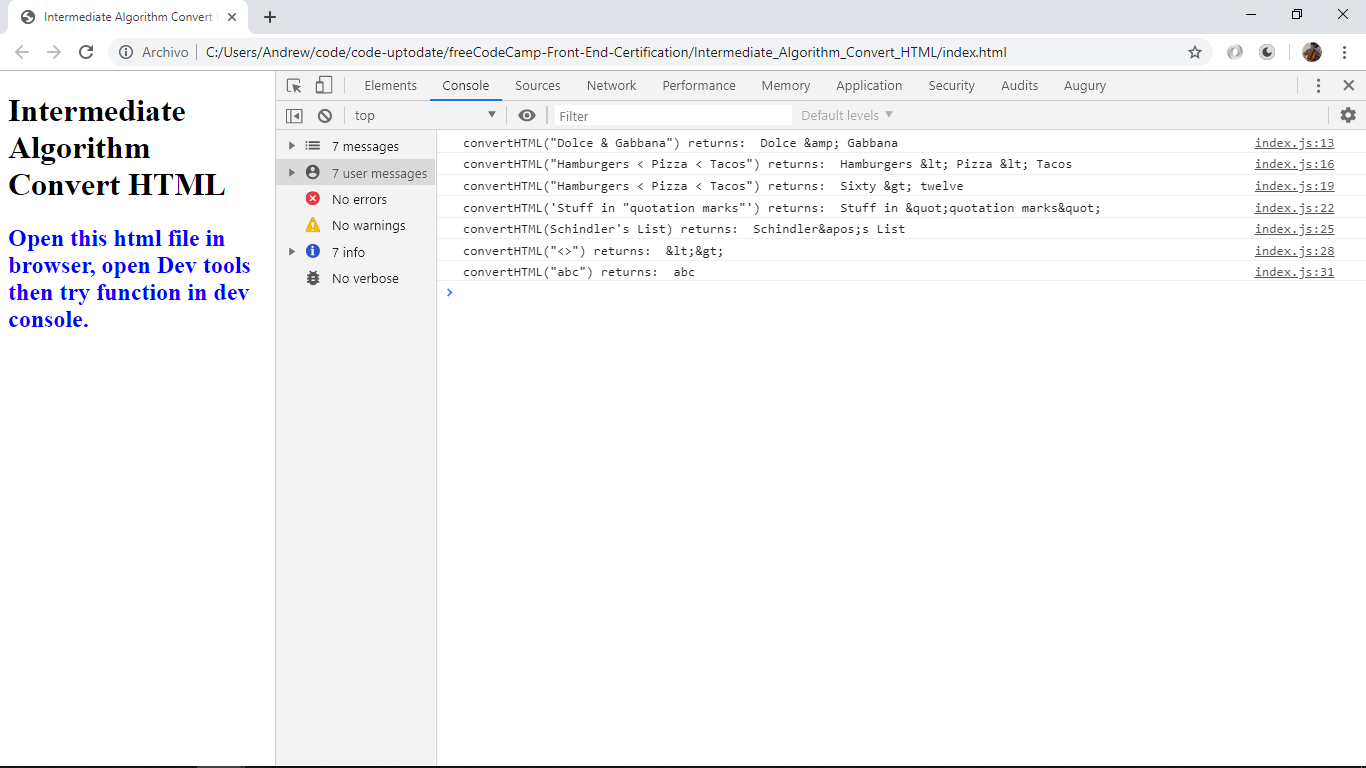 Intermediate Algorithm Convert
Archivo C:/Users/Andrew/code/code-uptodate/freeCodeCamp-Front-End-Certification/Intermediate_Algorithm_Convert_HTML/index.html
Intermediate
Algorithm
Convert HTML
Open this html file in
browser, open Dev tools
then try function in dev
console.
Elements Console Sources Network Performance Memory Application Security Audits Augury
top Filter Default levels
7 messages
7 user messages
No errors
No warnings
7 info
No verbose
convertHTML("Dolce & Gabbana") returns:  Dolce &amp; Gabbana index.js:13
convertHTML("Hamburgers < Pizza < Tacos") returns:  Hamburgers &lt; Pizza &lt; Tacos index.js:16
convertHTML("Hamburgers < Pizza < Tacos") returns:  Sixty &gt; twelve index.js:19
convertHTML('Stuff in "quotation marks"') returns:  Stuff in &quot;quotation marks&quot; index.js:22
convertHTML(Schindler's List) returns:  Schindler&apos;s List index.js:25
convertHTML("<>") returns:  &lt;&gt; index.js:28
convertHTML("abc") returns:  abc index.js:31